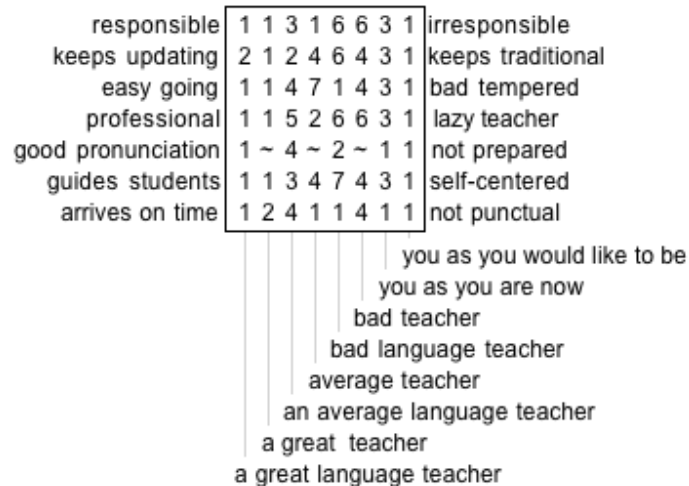 responsible 1 1 3 1 6 6 3 1 irresponsible
keeps updating 2 1 2 4 6 4 3 1 keeps traditional
easy going 1 1 4 7 1 4 3 1 bad tempered
professional 1 1 5 2 6 6 3 1 lazy teacher
good pronunciation 1 ~ 4 ~ 2 ~ 1 1 not prepared
guides students 1 1 3 4 7 4 3 1 self-centered
arrives on time 1 2 4 1 1 4 1 1 not punctual
you as you would like to be
you as you are now
bad teacher
bad language teacher
average teacher
an average language teacher
a great teacher
a great language teacher